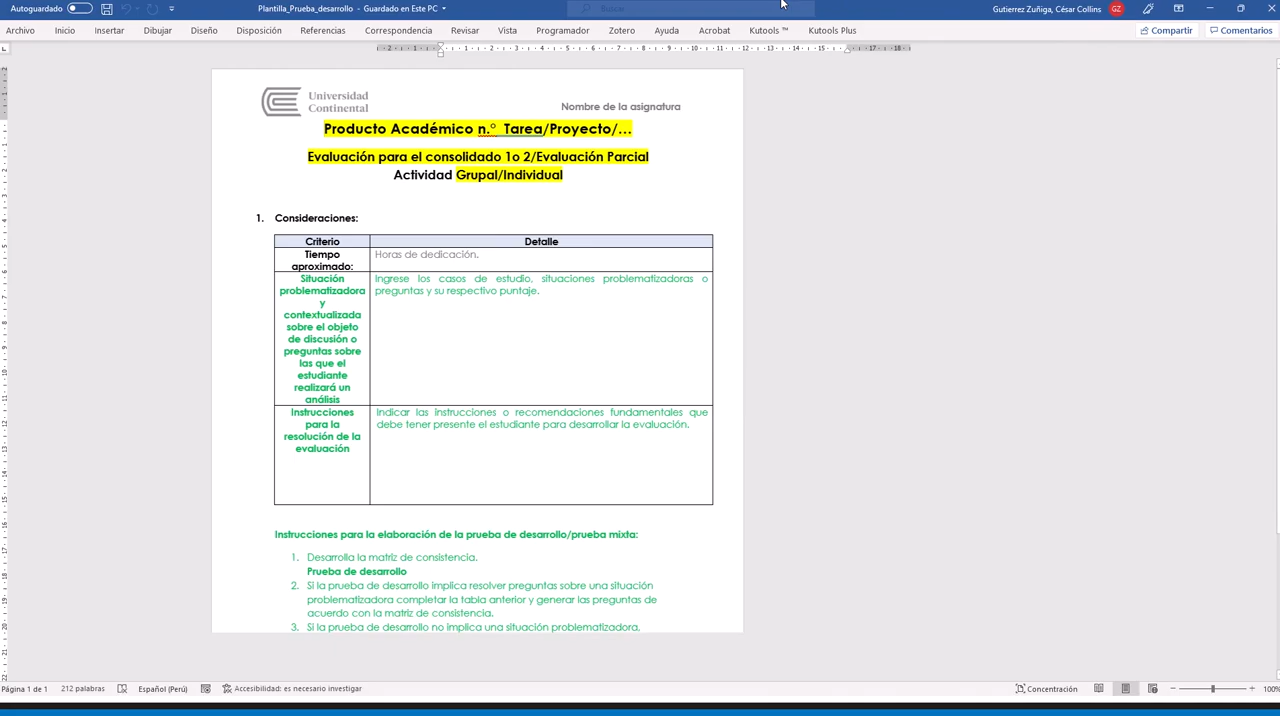 Autoguardado
Plantilla_Prueba_desarrollo • Guardado en Este PC
Buscar
Gutierrez Zuñiga, César Collins
GZ
Archivo Inicio Insertar Dibujar Diseño Disposición Referencias Correspondencia Revisar Vista Programador Zotero Ayuda Acrobat Kutools ™ Kutools Plus
Compartir
Comentarios
Universidad
Continental
Nombre de la asignatura
Producto Académico n.° Tarea/Proyecto/...
Evaluación para el consolidado 1o 2/Evaluación Parcial
Actividad Grupal/Individual
1. Consideraciones:
Criterio
Detalle
Tiempo
aproximado:
Horas de dedicación.
Situación
problematizadora
y
contextualizada
sobre el objeto
de discusión o
preguntas sobre
las que el
estudiante
realizará un
análisis
Ingrese los casos de estudio, situaciones problematizadoras o
preguntas y su respectivo puntaje.
Instrucciones
para la
resolución de la
evaluación
Indicar las instrucciones o recomendaciones fundamentales que
debe tener presente el estudiante para desarrollar la evaluación.
Instrucciones para la elaboración de la prueba de desarrollo/prueba mixta:
1. Desarrolla la matriz de consistencia.
Prueba de desarrollo
2. Si la prueba de desarrollo implica resolver preguntas sobre una situación
problematizadora completar la tabla anterior y generar las preguntas de
acuerdo con la matriz de consistencia.
3. Si la prueba de desarrollo no implica una situación problematizadora,
Página 1 de 1
212 palabras
Español (Perú)
Accesibilidad: es necesario investigar
Concentración
100%